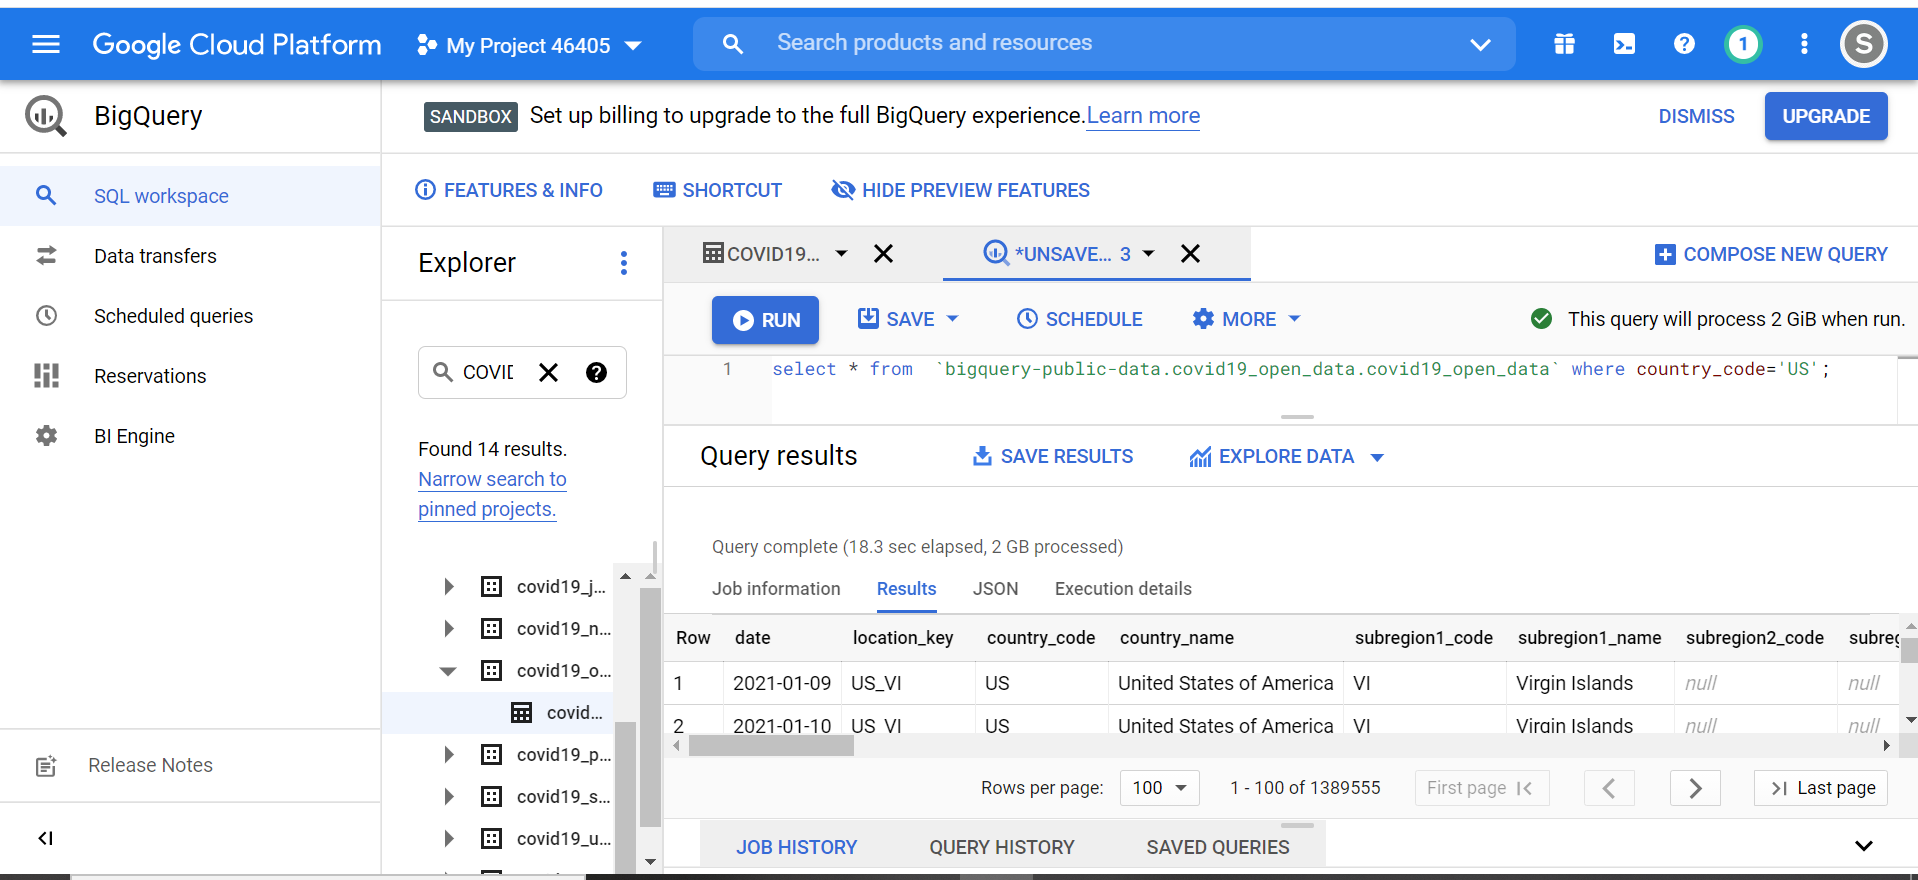 Google Cloud Platform
My Project 46405
Search products and resources
1
S
BigQuery
SANDBOX Set up billing to upgrade to the full BigQuery experience. Learn more
DISMISS
UPGRADE
SQL workspace
Data transfers
Scheduled queries
Reservations
BI Engine
Release Notes
FEATURES & INFO
SHORTCUT
HIDE PREVIEW FEATURES
Explorer
COVID
Found 14 results.
Narrow search to
pinned projects.
covid19_j...
covid19_n...
covid19_o...
covid...
covid19_p...
covid19_s...
covid19_u...
COVID19...
*UNSAVE... 3
COMPOSE NEW QUERY
RUN
SAVE
SCHEDULE
MORE
This query will process 2 GiB when run.
1 select * from `bigquery-public-data.covid19_open_data.covid19_open_data` where country_code='US';
Query results
SAVE RESULTS
EXPLORE DATA
Query complete (18.3 sec elapsed, 2 GB processed)
Job information Results JSON Execution details
Row date location_key country_code country_name subregion1_code subregion1_name subregion2_code subreg
1 2021-01-09 US_VI US United States of America VI Virgin Islands null null
2 2021-01-10 US_VI US United States of America VI Virgin Islands null null
Rows per page: 100 1 - 100 of 1389555 First page Last page
JOB HISTORY QUERY HISTORY SAVED QUERIES